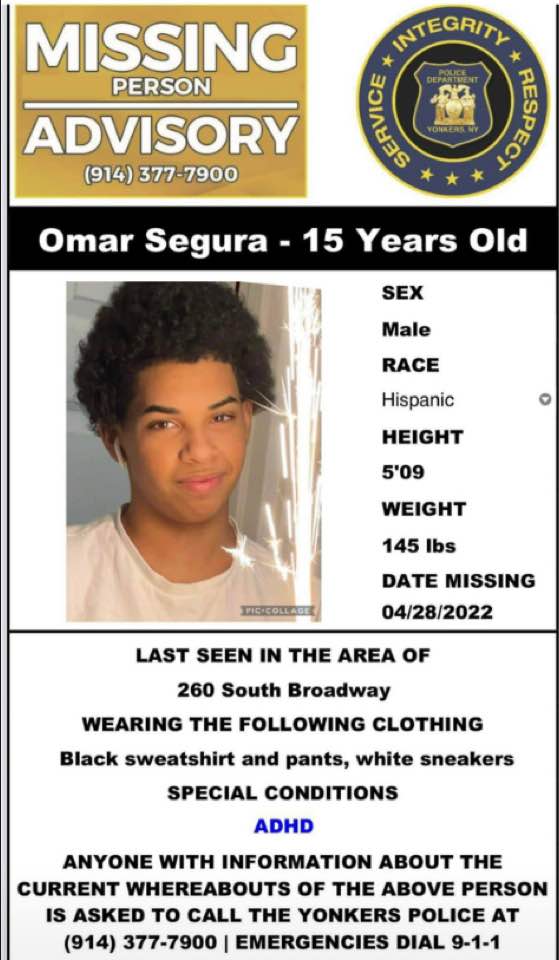 MISSING
PERSON
ADVISORY
(914) 377-7900
SERVICE ★ INTEGRITY ★ RESPECT
★ ★ ★
POLICE
DEPARTMENT
YONKERS, NY
Omar Segura - 15 Years Old
SEX
Male
RACE
Hispanic
HEIGHT
5'09
WEIGHT
145 lbs
DATE MISSING
04/28/2022
PIC•COLLAGE
LAST SEEN IN THE AREA OF
260 South Broadway
WEARING THE FOLLOWING CLOTHING
Black sweatshirt and pants, white sneakers
SPECIAL CONDITIONS
ADHD
ANYONE WITH INFORMATION ABOUT THE
CURRENT WHEREABOUTS OF THE ABOVE PERSON
IS ASKED TO CALL THE YONKERS POLICE AT
(914) 377-7900 | EMERGENCIES DIAL 9-1-1